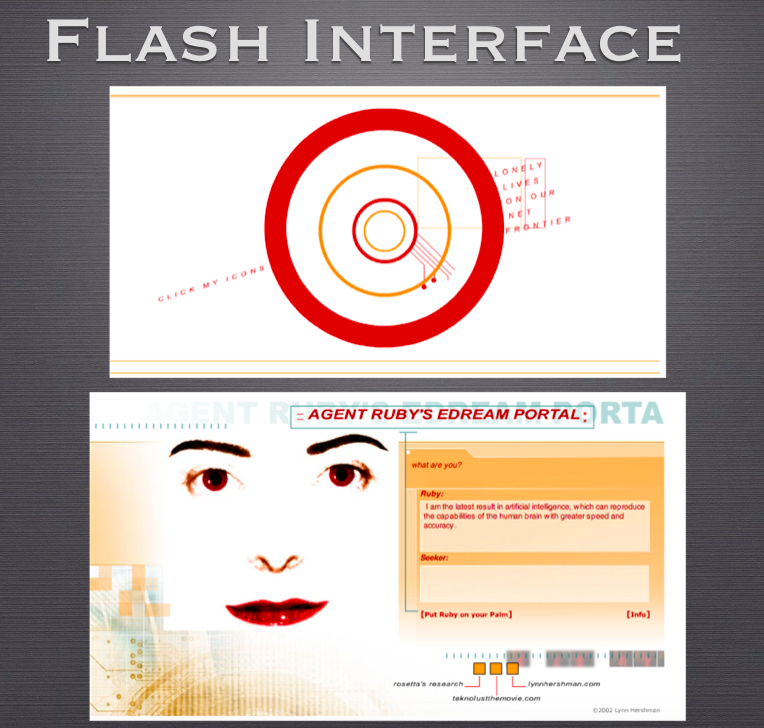 FLASH INTERFACE
LONELY
LIVES
ON OUR
NET
FRONTIER
CLICK MY ICONS
AGENT RUBY'S EDREAM PORTA
:: AGENT RUBY'S EDREAM PORTAL:
what are you?
Ruby:
I am the latest result in artificial intelligence, which can reproduce
the capabilities of the human brain with greater speed and
accuracy.
Seeker:
[Put Ruby on your Palm] [Info]
rosetta's research lynnhershman.com
teknolustthemovie.com
©2002 Lynn Hershman